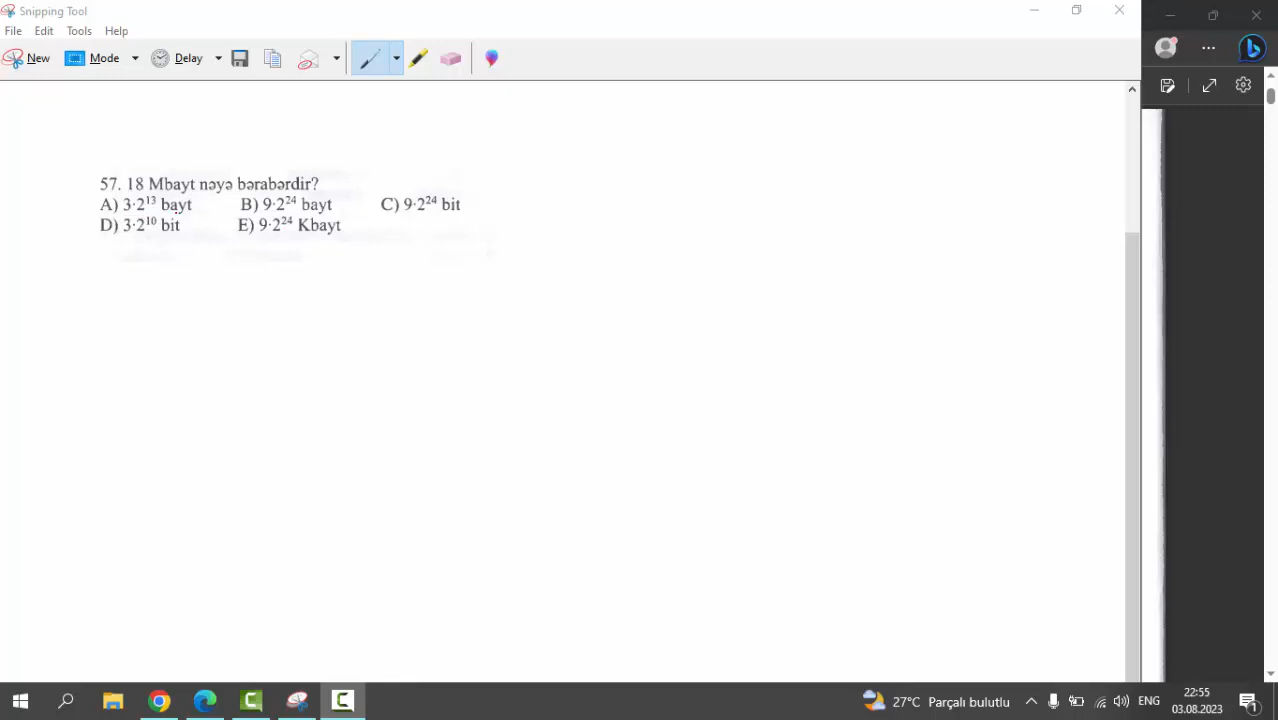 Snipping Tool
File Edit Tools Help
New Mode Delay
57. 18 Mbayt nəyə bərabərdir?
A) 3·2¹³ bayt B) 9·2²⁴ bayt C) 9·2²⁴ bit
D) 3·2¹⁰ bit E) 9·2²⁴ Kbayt
27°C Parçalı bulutlu ENG 22:55 03.08.2023 1